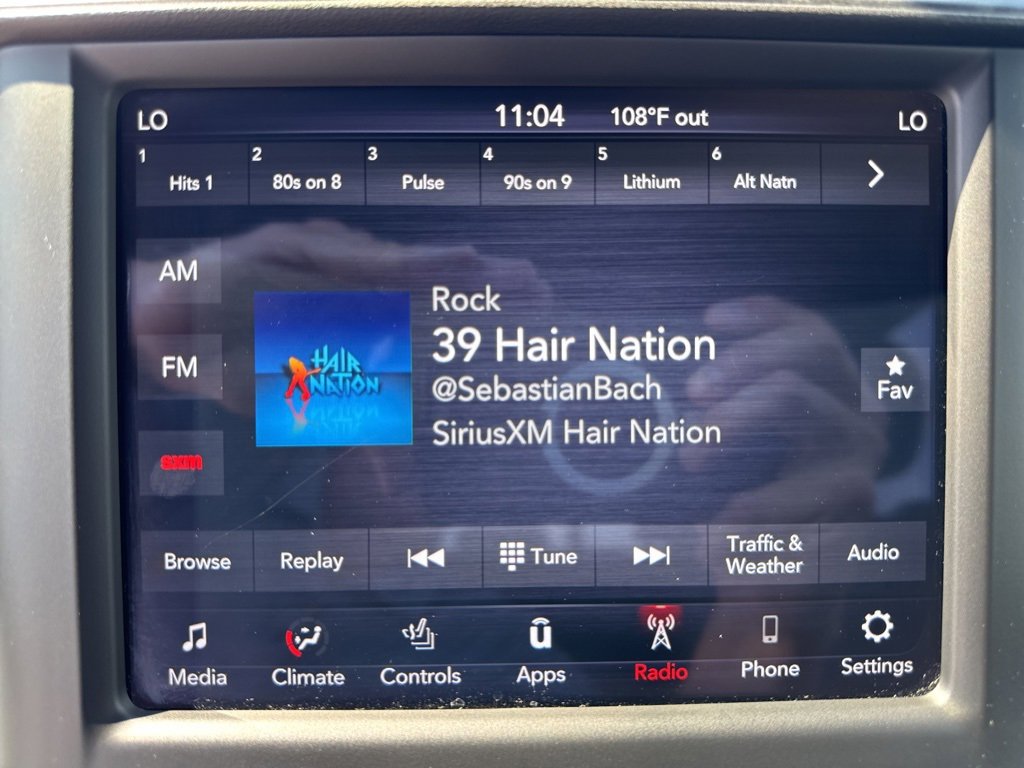 LO 11:04 108°F out LO
1 Hits 1
2 80s on 8
3 Pulse
4 90s on 9
5 Lithium
6 Alt Natn
AM
FM
sxm
HAIR
NATION
Rock
39 Hair Nation
@SebastianBach
SiriusXM Hair Nation
Fav
Browse
Replay
Tune
Traffic &
Weather
Audio
Media
Climate
Controls
û
Apps
Radio
Phone
Settings